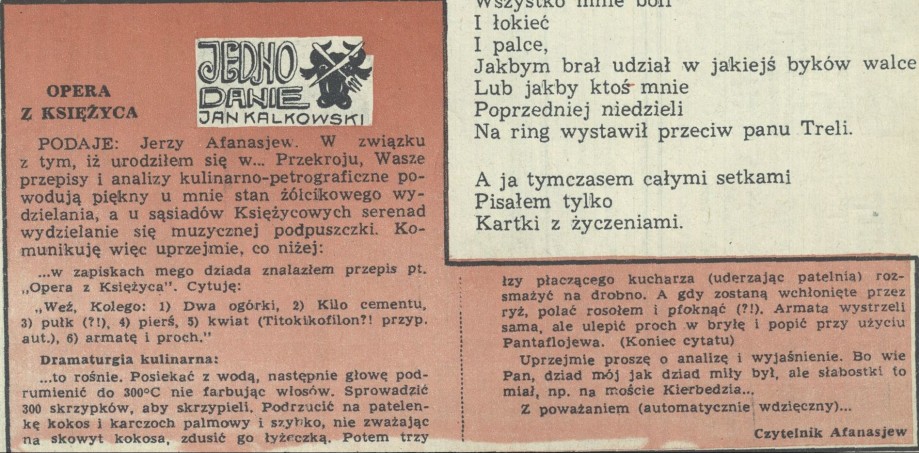 JEDNO
DANIE
JAN KALKOWSKI
OPERA
Z KSIĘŻYCA
PODAJE: Jerzy Afanasjew. W związku
z tym, iż urodziłem się w... Przekroju, Wasze
przepisy i analizy kulinarno-petrograficzne po-
wodują piękny u mnie stan żółcikowego wy-
dzielania, a u sąsiadów Księżycowych serenad
wydzielanie się muzycznej podpuszczki. Ko-
munikuję więc uprzejmie, co niżej:
...w zapiskach mego dziada znalazłem przepis pt.
„Opera z Księżyca". Cytuję:
„Weź, Kolego: 1) Dwa ogórki, 2) Kilo cementu,
3) pułk (?!), 4) pierś, 5) kwiat (Titokikofilon?! przyp.
aut.), 6) armatę i proch."
Dramaturgia kulinarna:
...to rośnie. Posiekać z wodą, następnie głowę pod-
rumienić do 300°C nie farbując włosów. Sprowadzić
300 skrzypków, aby skrzypieli. Podrzucić na patelen-
kę kokos i karczoch palmowy i szybko, nie zważając
na skowyt kokosa, zdusić go łyżeczką. Potem trzy
łzy płaczącego kucharza (uderzając patelnią) roz-
smażyć na drobno. A gdy zostaną wchłonięte przez
ryż, polać rosołem i pfoknąć (?!). Armata wystrzeli
sama, ale ulepić proch w bryłę i popić przy użyciu
Pantaflojewa. (Koniec cytatu)
Uprzejmie proszę o analizę i wyjaśnienie. Bo wie
Pan, dziad mój jak dziad miły był, ale słabostki to
miał, np. na moście Kierbedzia...
Z poważaniem (automatycznie wdzięczny)...
Czytelnik Afanasjew
Wszystko mnie boli
I łokieć
I palce,
Jakbym brał udział w jakiejś byków walce
Lub jakby ktoś mnie
Poprzedniej niedzieli
Na ring wystawił przeciw panu Treli.
A ja tymczasem całymi setkami
Pisałem tylko
Kartki z życzeniami.